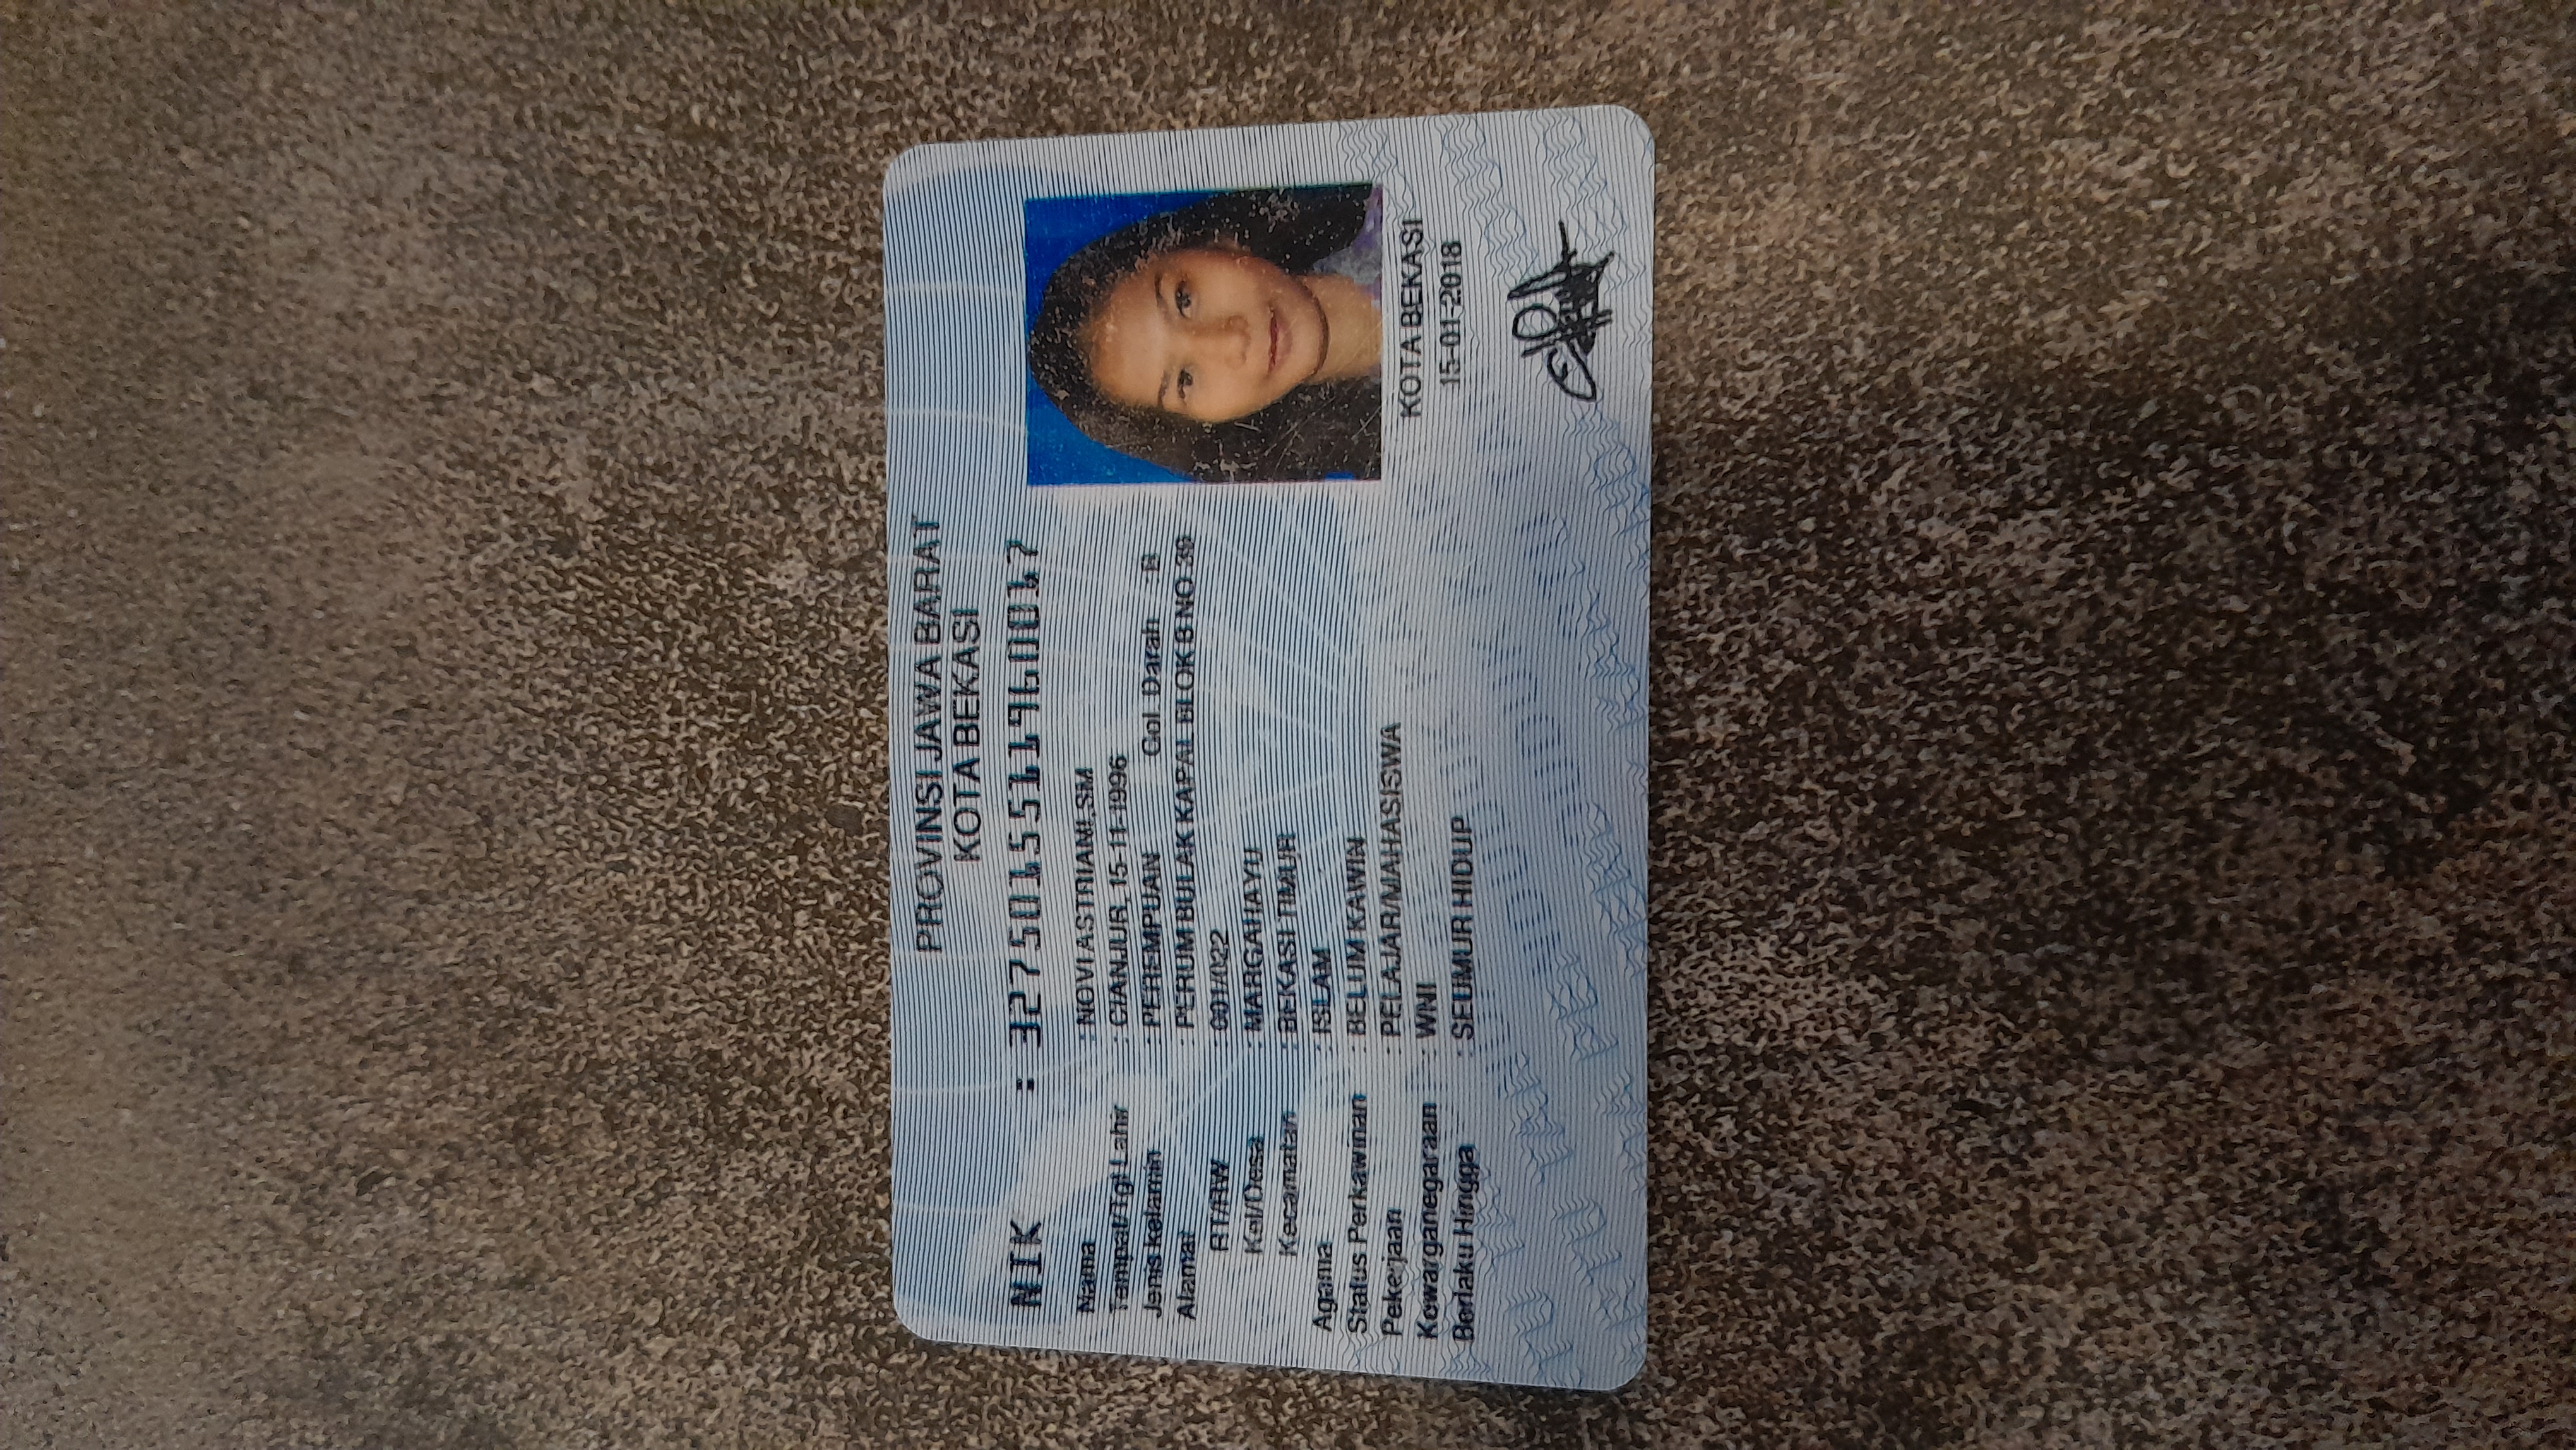 PROVINSI JAWA BARAT
KOTA BEKASI
NIK : 3275015511960017
Nama : NOVI ASTRIANI,SM
Tempat/Tgl Lahir : CIANJUR, 15-11-1996
Jenis kelamin : PEREMPUAN Gol. Darah : B
Alamat : PERUM BULAK KAPAL BLOK B NO 39
RT/RW : 001/022
Kel/Desa : MARGAHAYU
Kecamatan : BEKASI TIMUR
Agama : ISLAM
Status Perkawinan : BELUM KAWIN
Pekerjaan : PELAJAR/MAHASISWA
Kewarganegaraan : WNI
Berlaku Hingga : SEUMUR HIDUP
KOTA BEKASI
15-01-2018